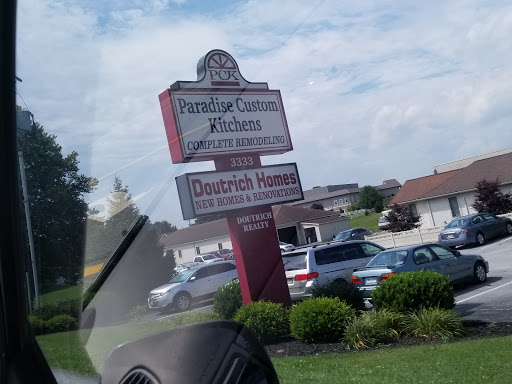 PCK
Paradise Custom
Kitchens
COMPLETE REMODELING
3333
Doutrich Homes
NEW HOMES & RENOVATIONS
DOUTRICH
REALTY